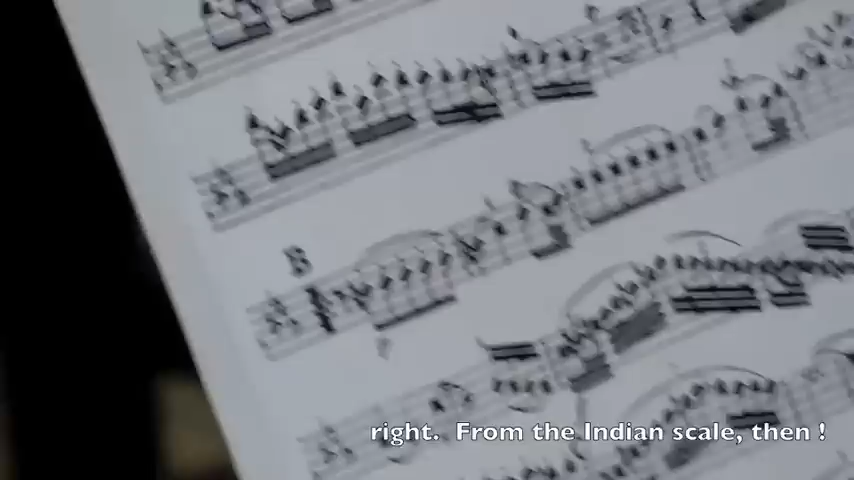 B
right.  From the Indian scale, then !